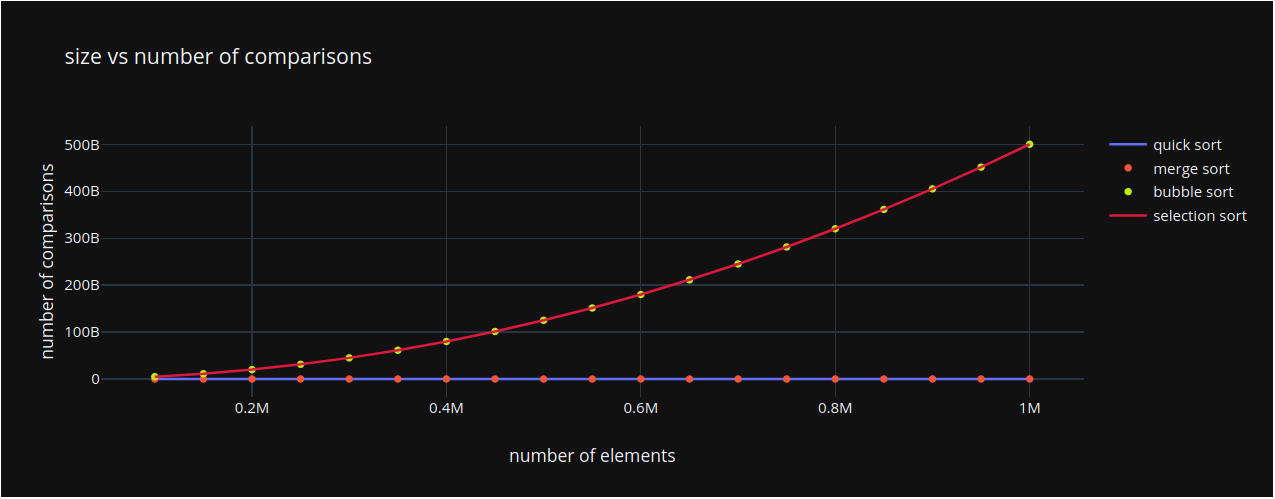 size vs number of comparisons
number of comparisons
500B
400B
300B
200B
100B
0
0.2M
0.4M
0.6M
0.8M
1M
number of elements
quick sort
merge sort
bubble sort
selection sort